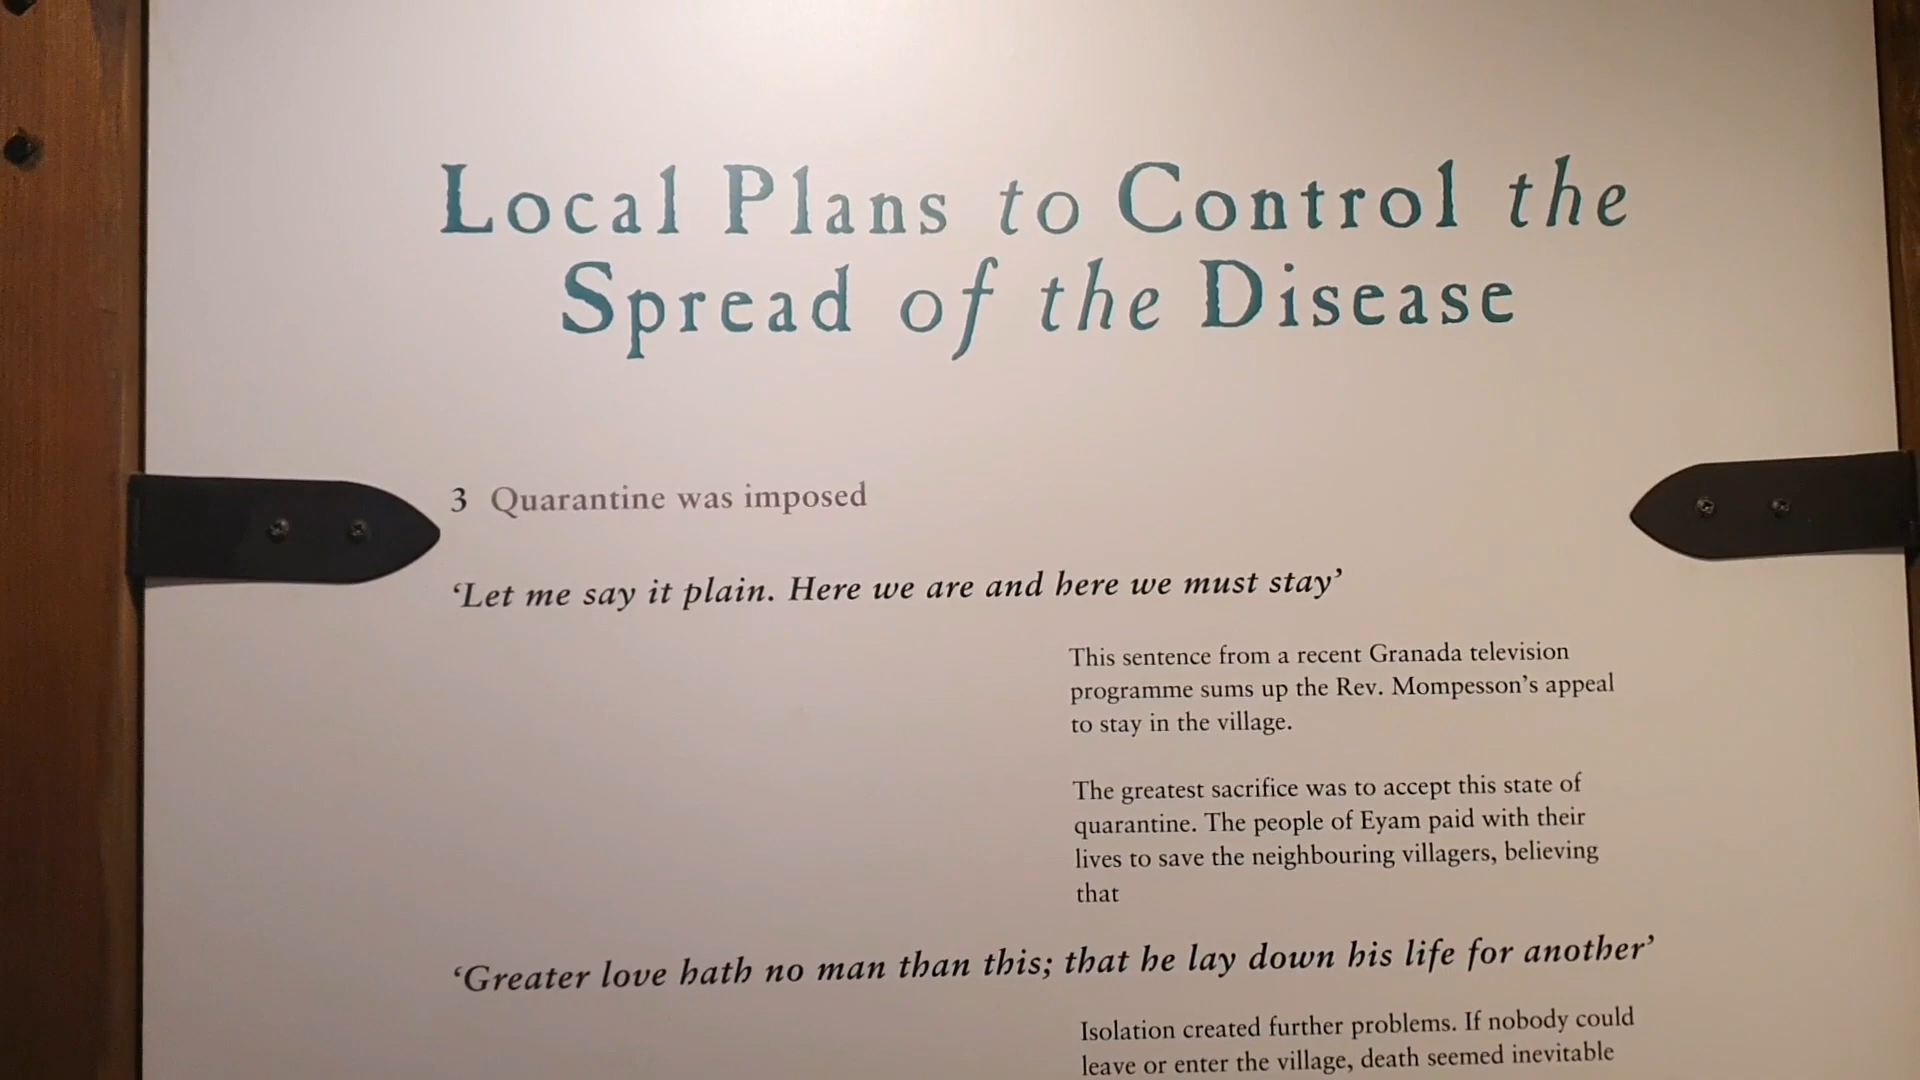 Local Plans to Control the
Spread of the Disease
3 Quarantine was imposed
‘Let me say it plain. Here we are and here we must stay’
This sentence from a recent Granada television
programme sums up the Rev. Mompesson’s appeal
to stay in the village.
The greatest sacrifice was to accept this state of
quarantine. The people of Eyam paid with their
lives to save the neighbouring villagers, believing
that
‘Greater love hath no man than this; that he lay down his life for another’
Isolation created further problems. If nobody could
leave or enter the village, death seemed inevitable